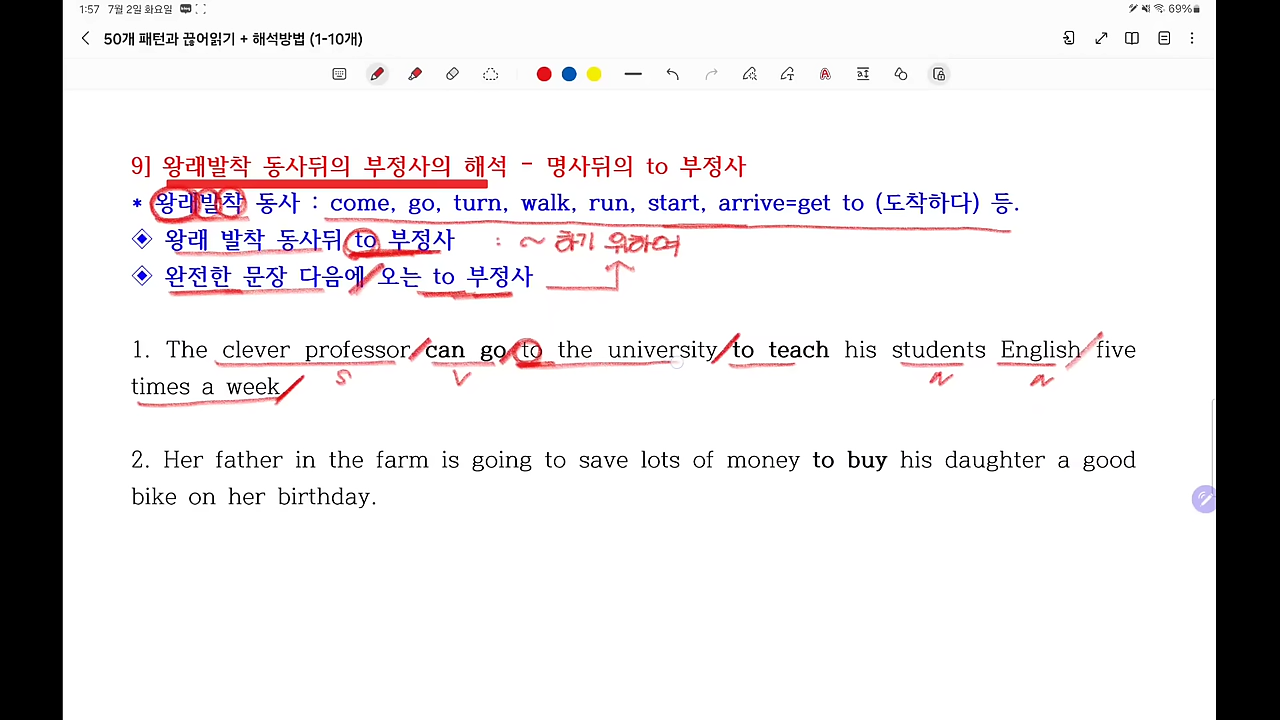 1:57 7월 2일 화요일
69%
50개 패턴과 끊어읽기 + 해석방법 (1-10개)
9] 왕래발착 동사뒤의 부정사의 해석 - 명사뒤의 to 부정사
* 왕래발착 동사 : come, go, turn, walk, run, start, arrive=get to (도착하다) 등.
◈ 왕래 발착 동사뒤 to 부정사 : ~ 하기 위하여
◈ 완전한 문장 다음에 / 오는 to 부정사
1. The clever professor / can go / to the university / to teach his students English / five
S V n n
times a week /
2. Her father in the farm is going to save lots of money to buy his daughter a good
bike on her birthday.